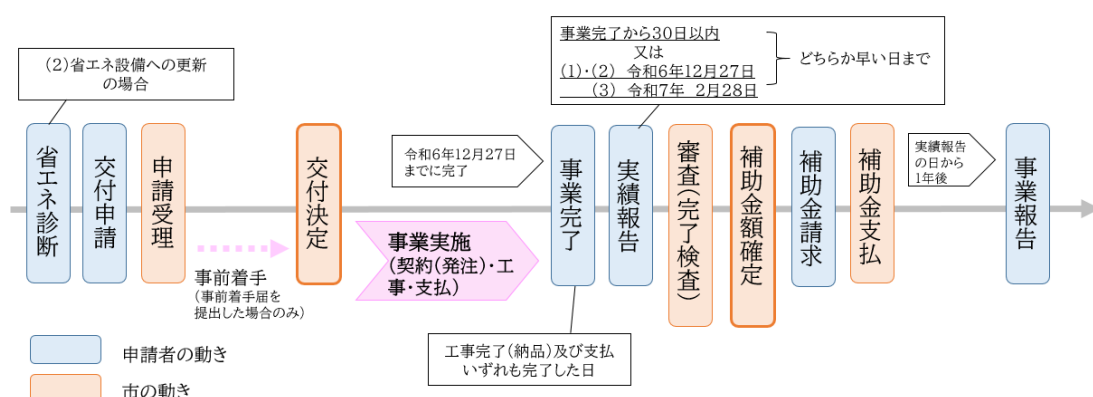 事業完了から30日以内
又は
(1)・(2) 令和6年12月27日
(3) 令和7年 2月28日
どちらか早い日まで
(2)省エネ設備への更新
の場合
省エネ診断
交付申請
申請受理
交付決定
令和6年12月27日
までに完了
事業完了
実績報告
審査(完了検査)
補助金額確定
補助金請求
補助金支払
実績報告
の日から
1年後
事業報告
事前着手
(事前着手届を
提出した場合のみ)
事業実施
(契約(発注)・工
事・支払)
工事完了(納品)及び支払
いずれも完了した日
申請者の動き
市の動き